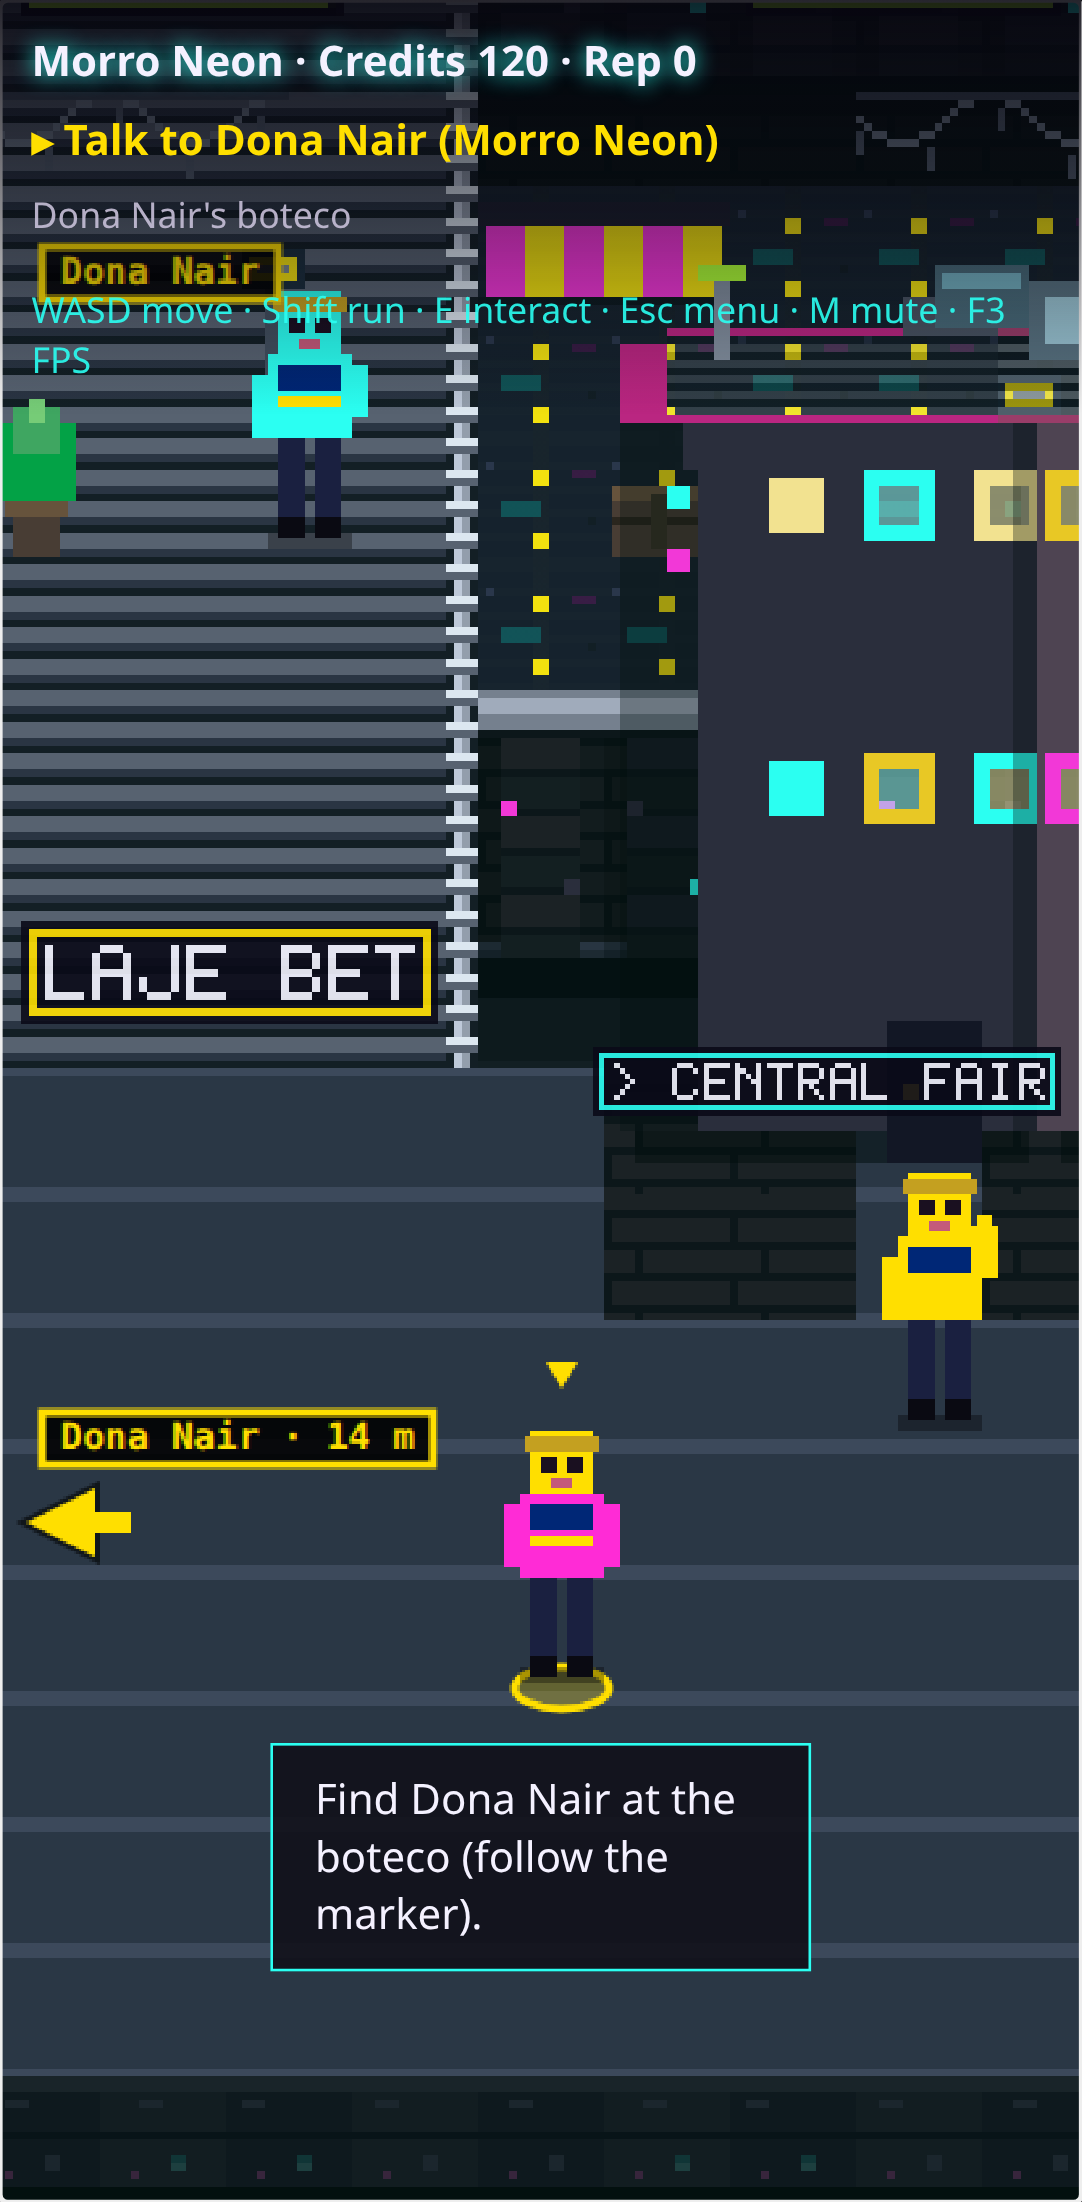 Morro Neon · Credits 120 · Rep 0
▸ Talk to Dona Nair (Morro Neon)
Dona Nair's boteco
Dona Nair
WASD move · Shift run · E interact · Esc menu · M mute · F3
FPS
LAJE BET
> CENTRAL FAIR
Dona Nair · 14 m
Find Dona Nair at the
boteco (follow the
marker).